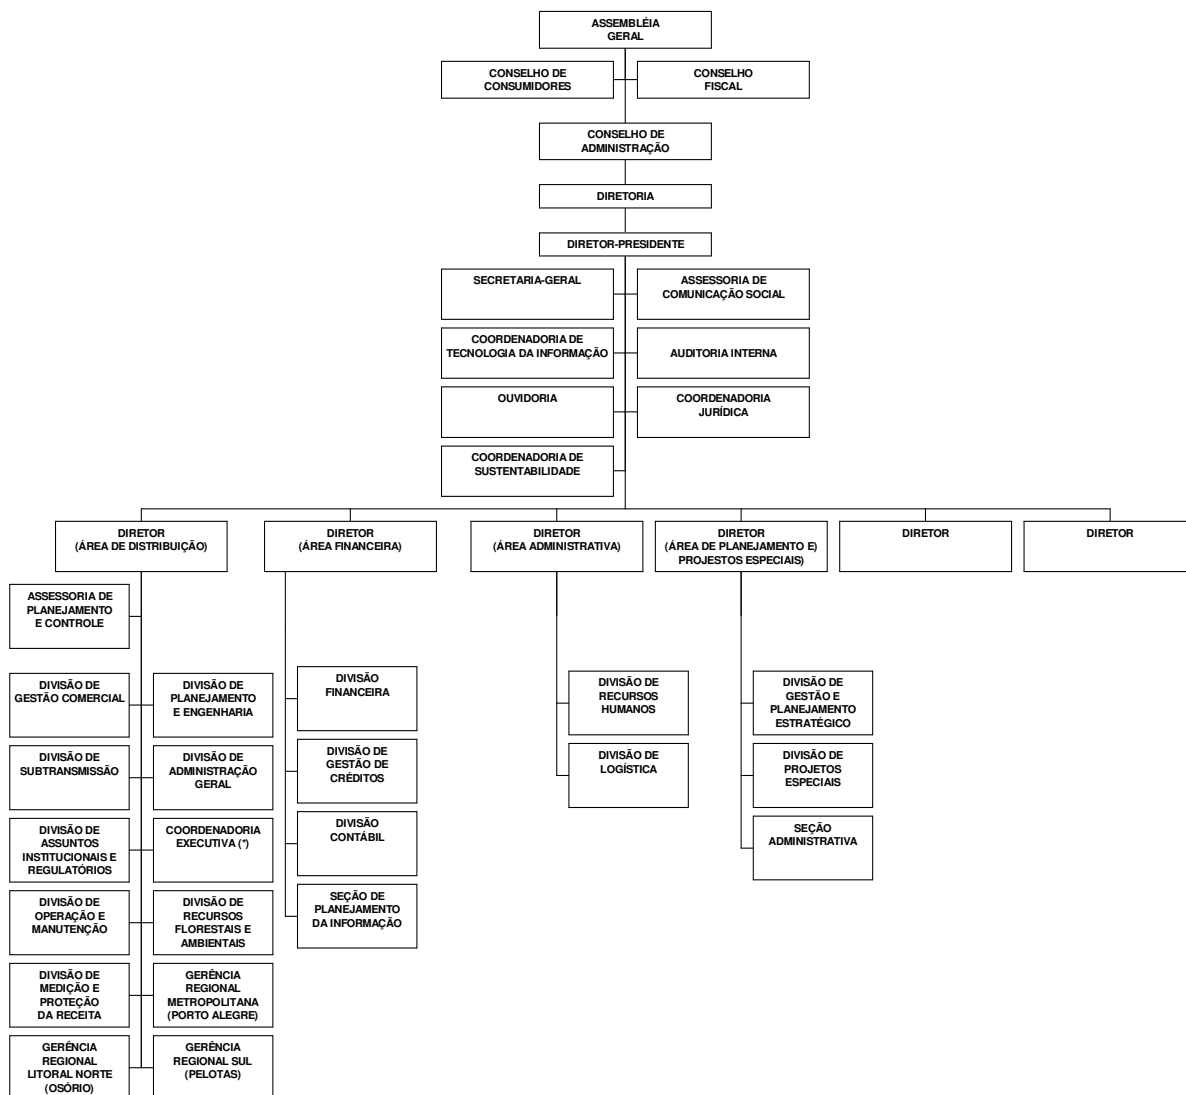 ASSEMBLÉIA
GERAL
CONSELHO DE
CONSUMIDORES
CONSELHO
FISCAL
CONSELHO DE
ADMINISTRAÇÃO
DIRETORIA
DIRETOR-PRESIDENTE
SECRETARIA-GERAL
ASSESSORIA DE
COMUNICAÇÃO SOCIAL
COORDENADORIA DE
TECNOLOGIA DA INFORMAÇÃO
AUDITORIA INTERNA
OUVIDORIA
COORDENADORIA
JURÍDICA
COORDENADORIA DE
SUSTENTABILIDADE
DIRETOR
(ÁREA DE DISTRIBUIÇÃO)
DIRETOR
(ÁREA FINANCEIRA)
DIRETOR
(ÁREA ADMINISTRATIVA)
DIRETOR
(ÁREA DE PLANEJAMENTO E)
PROJESTOS ESPECIAIS)
DIRETOR
DIRETOR
ASSESSORIA DE
PLANEJAMENTO
E CONTROLE
DIVISÃO DE
GESTÃO COMERCIAL
DIVISÃO DE
PLANEJAMENTO
E ENGENHARIA
DIVISÃO DE
SUBTRANSMISSÃO
DIVISÃO DE
ADMINISTRAÇÃO
GERAL
DIVISÃO DE
ASSUNTOS
INSTITUCIONAIS E
REGULATÓRIOS
COORDENADORIA
EXECUTIVA (*)
DIVISÃO DE
OPERAÇÃO E
MANUTENÇÃO
DIVISÃO DE
RECURSOS
FLORESTAIS E
AMBIENTAIS
DIVISÃO DE
MEDIÇÃO E
PROTEÇÃO
DA RECEITA
GERÊNCIA
REGIONAL
METROPOLITANA
(PORTO ALEGRE)
GERÊNCIA
REGIONAL
LITORAL NORTE
(OSÓRIO)
GERÊNCIA
REGIONAL SUL
(PELOTAS)
DIVISÃO
FINANCEIRA
DIVISÃO DE
GESTÃO DE
CRÉDITOS
DIVISÃO
CONTÁBIL
SEÇÃO DE
PLANEJAMENTO
DA INFORMAÇÃO
DIVISÃO DE
RECURSOS
HUMANOS
DIVISÃO DE
LOGÍSTICA
DIVISÃO DE
GESTÃO E
PLANEJAMENTO
ESTRATÉGICO
DIVISÃO DE
PROJETOS
ESPECIAIS
SEÇÃO
ADMINISTRATIVA